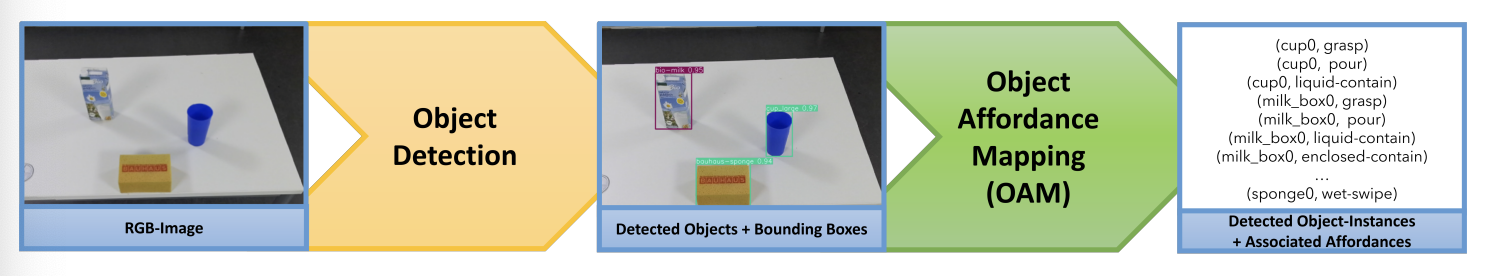 RGB-Image
Object
Detection
bio-milk 0.95
cup_large 0.97
bauhaus-sponge 0.94
BAUHAUS
Detected Objects + Bounding Boxes
Object
Affordance
Mapping
(OAM)
(cup0, grasp)
(cup0, pour)
(cup0, liquid-contain)
(milk_box0, grasp)
(milk_box0, pour)
(milk_box0, liquid-contain)
(milk_box0, enclosed-contain)
…
(sponge0, wet-swipe)
Detected Object-Instances
+ Associated Affordances